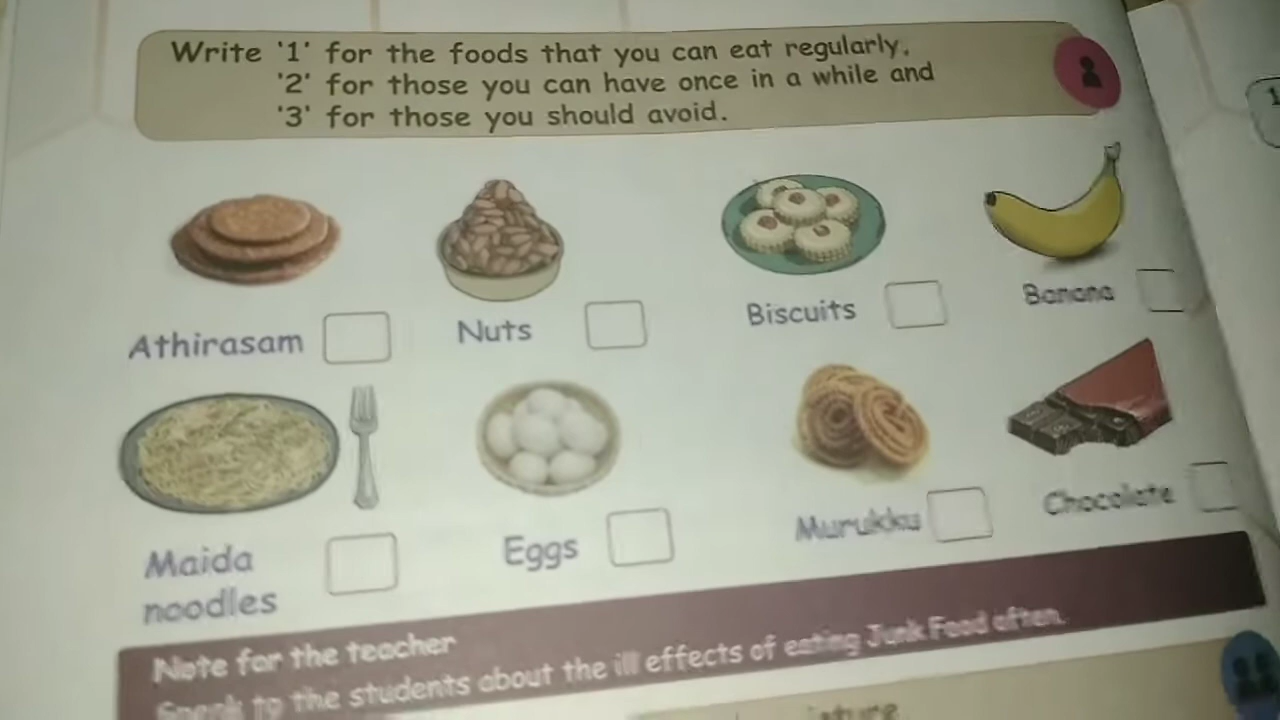 Write '1' for the foods that you can eat regularly,
'2' for those you can have once in a while and
'3' for those you should avoid.
Athirasam
Nuts
Biscuits
Banana
Maida
noodles
Eggs
Murukku
Chocolate
Note for the teacher
Speak to the students about the ill effects of eating Junk Food often.